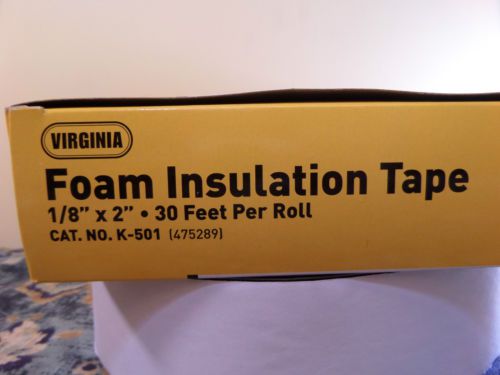 VIRGINIA
Foam Insulation Tape
1/8" x 2" • 30 Feet Per Roll
CAT. NO. K-501 (475289)